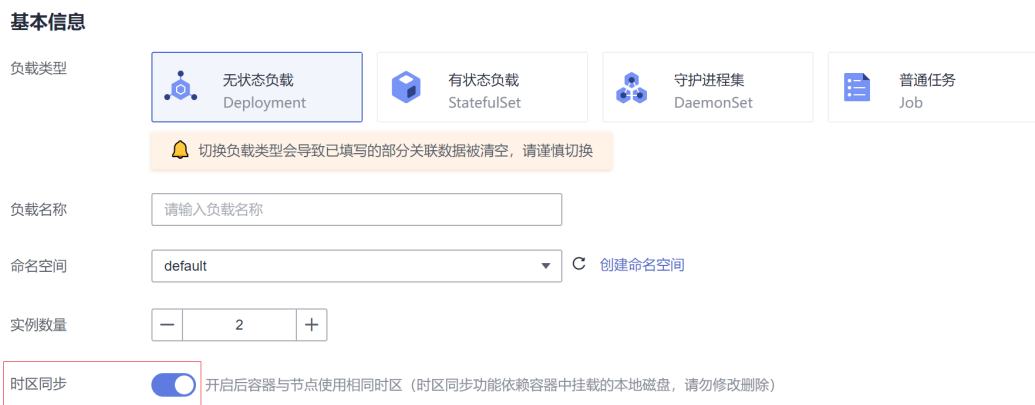 基本信息
负载类型
无状态负载
Deployment
有状态负载
StatefulSet
守护进程集
DaemonSet
普通任务
Job
切换负载类型会导致已填写的部分关联数据被清空，请谨慎切换
负载名称
请输入负载名称
命名空间
default
创建命名空间
实例数量
2
时区同步
开启后容器与节点使用相同时区（时区同步功能依赖容器中挂载的本地磁盘，请勿修改删除）